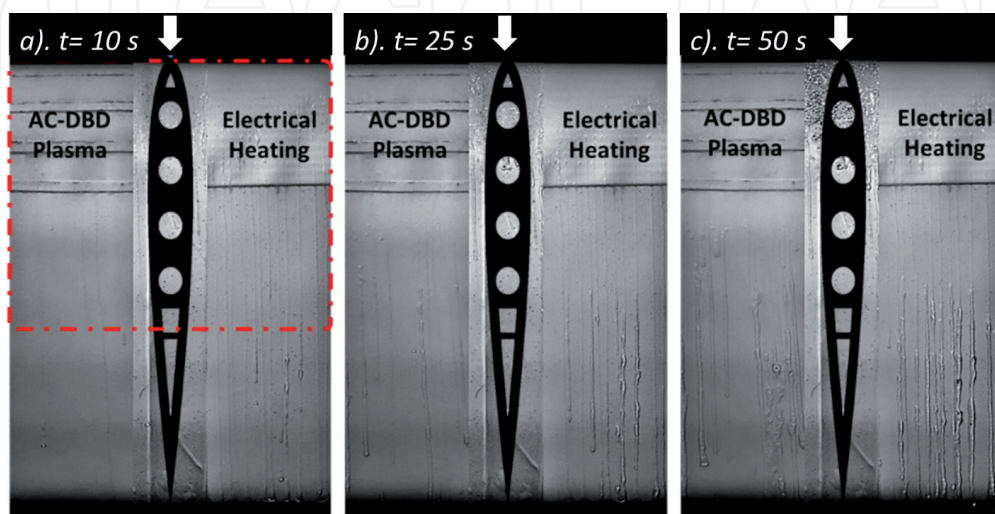 a). t= 10 s
AC-DBD
Plasma
Electrical
Heating
b). t= 25 s
AC-DBD
Plasma
Electrical
Heating
c). t= 50 s
AC-DBD
Plasma
Electrical
Heating